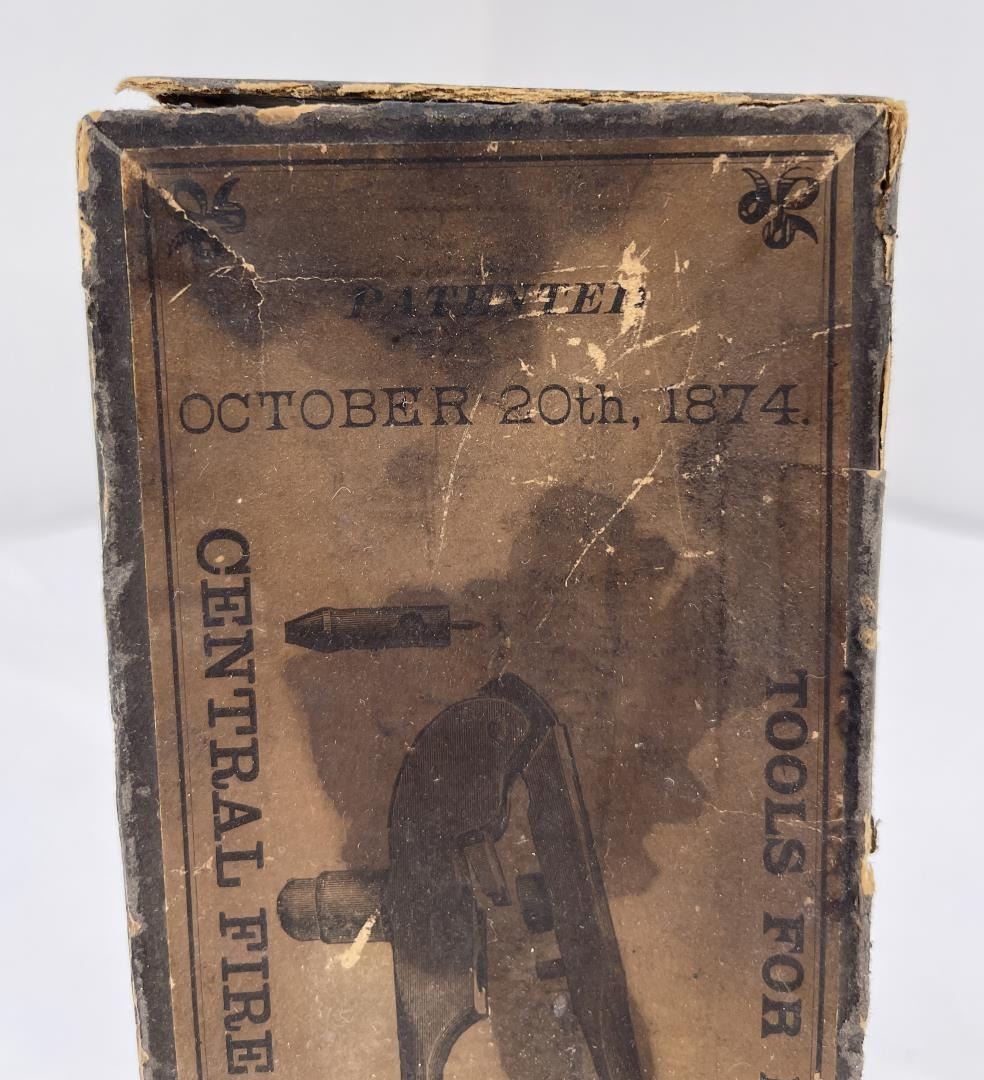 PATENTED
OCTOBER 20th, 1874.
CENTRAL FIRE
TOOLS FOR